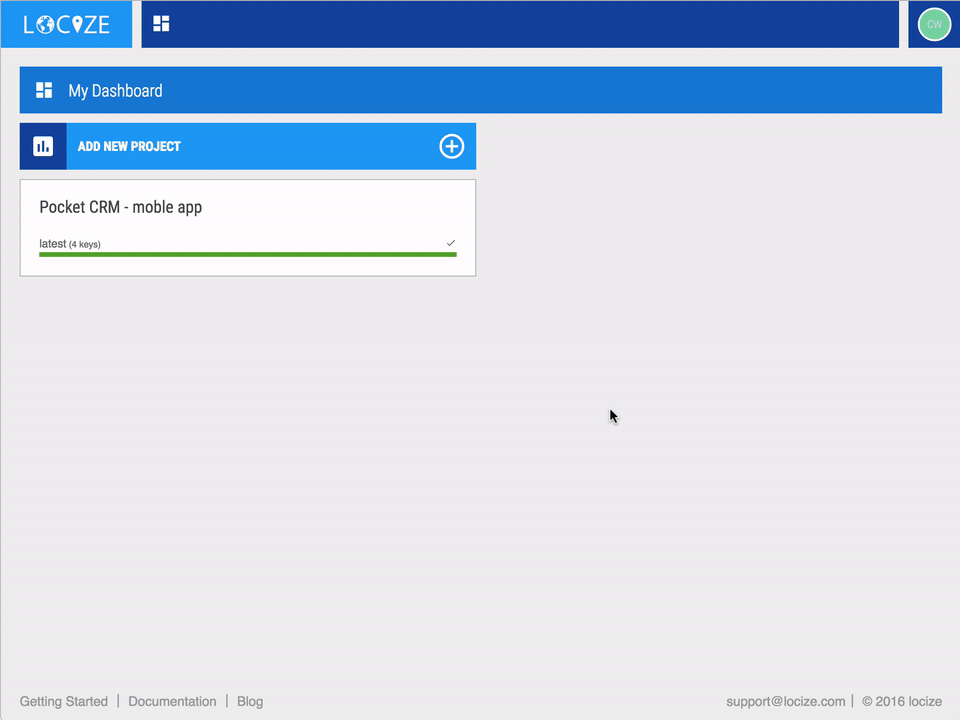 LOCIZE
CW
My Dashboard
ADD NEW PROJECT
Pocket CRM - moble app
latest (4 keys)
Getting Started | Documentation | Blog
support@locize.com | © 2016 locize